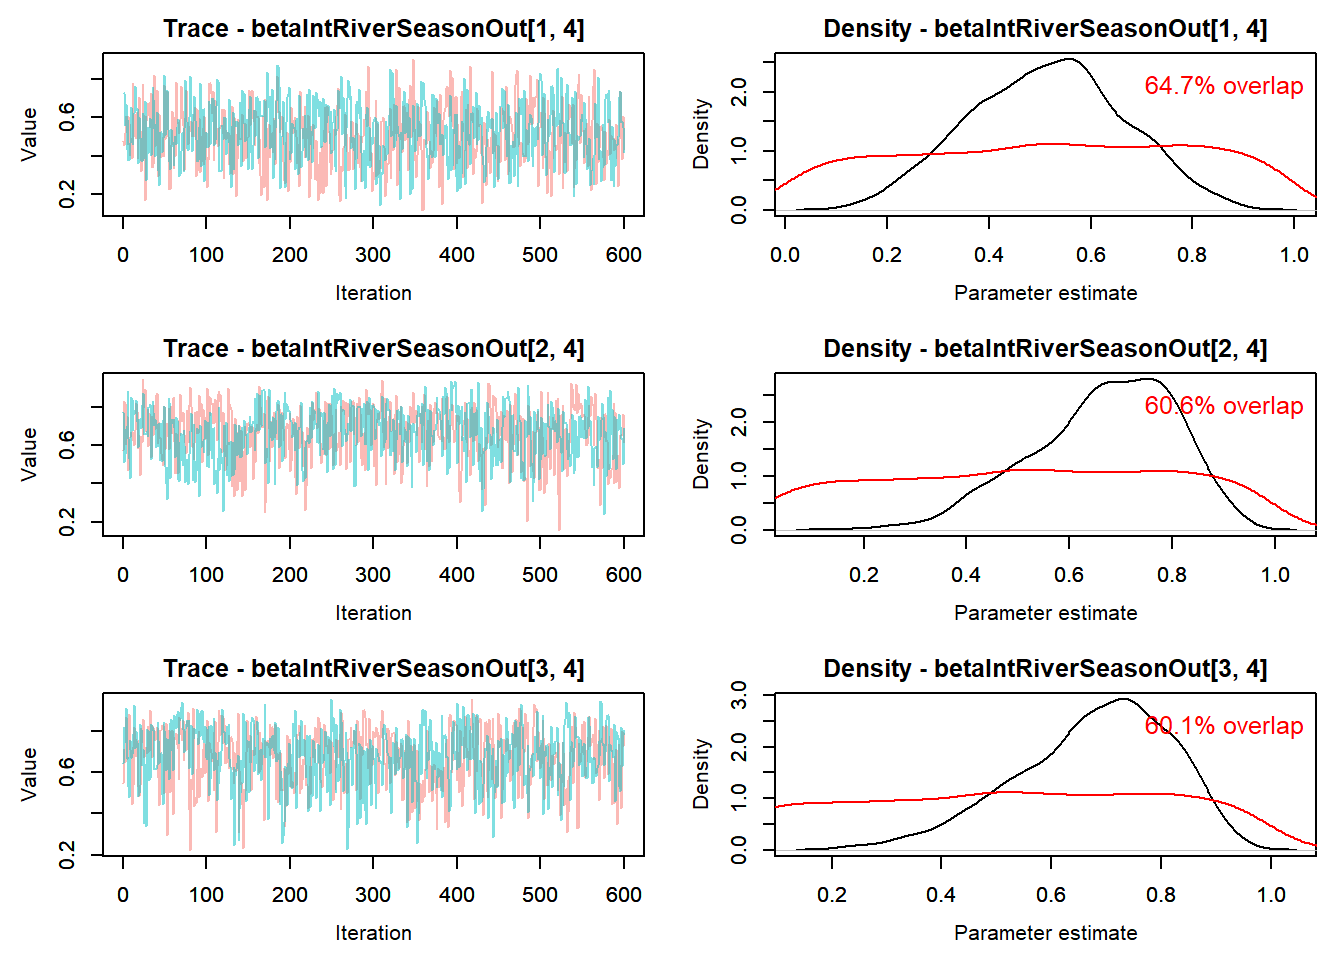 Trace - betaIntRiverSeasonOut[1, 4]
Value
0.2
0.6
0
100
200
300
400
500
600
Iteration
Density - betaIntRiverSeasonOut[1, 4]
64.7% overlap
Density
0.0
1.0
2.0
0.0
0.2
0.4
0.6
0.8
1.0
Parameter estimate
Trace - betaIntRiverSeasonOut[2, 4]
Value
0.2
0.6
0
100
200
300
400
500
600
Iteration
Density - betaIntRiverSeasonOut[2, 4]
60.6% overlap
Density
0.0
1.0
2.0
0.2
0.4
0.6
0.8
1.0
Parameter estimate
Trace - betaIntRiverSeasonOut[3, 4]
Value
0.2
0.6
0
100
200
300
400
500
600
Iteration
Density - betaIntRiverSeasonOut[3, 4]
60.1% overlap
Density
0.0
1.0
2.0
3.0
0.2
0.4
0.6
0.8
1.0
Parameter estimate